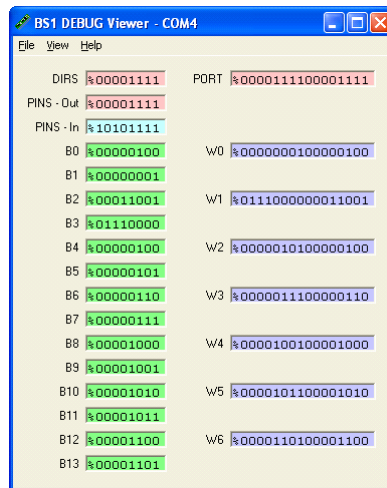 BS1 DEBUG Viewer - COM4
File View Help
DIRS %00001111 PORT %0000111100001111
PINS - Out %00001111
PINS - In %10101111
B0 %00000100 W0 %0000000100000100
B1 %00000001
B2 %00011001 W1 %0111000000011001
B3 %01110000
B4 %00000100 W2 %0000010100000100
B5 %00000101
B6 %00000110 W3 %0000011100000110
B7 %00000111
B8 %00001000 W4 %0000100100001000
B9 %00001001
B10 %00001010 W5 %0000101100001010
B11 %00001011
B12 %00001100 W6 %0000110100001100
B13 %00001101